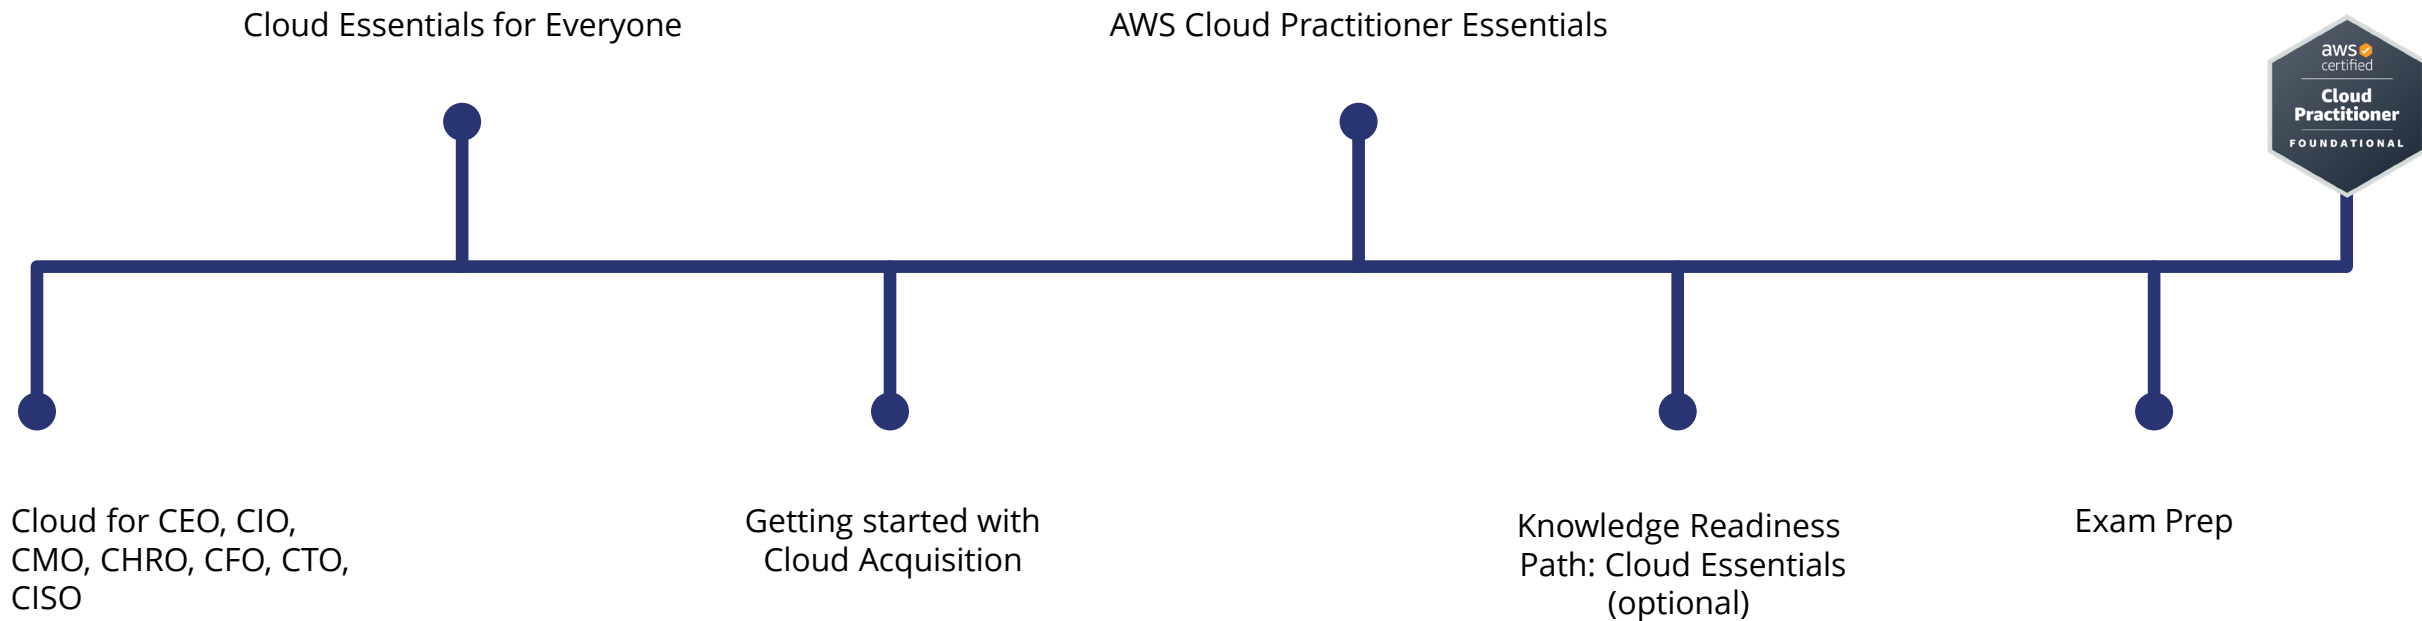 Cloud Essentials for Everyone
AWS Cloud Practitioner Essentials
aws
certified
Cloud
Practitioner
FOUNDATIONAL
Cloud for CEO, CIO,
CMO, CHRO, CFO, CTO,
CISO
Getting started with
Cloud Acquisition
Knowledge Readiness
Path: Cloud Essentials
(optional)
Exam Prep